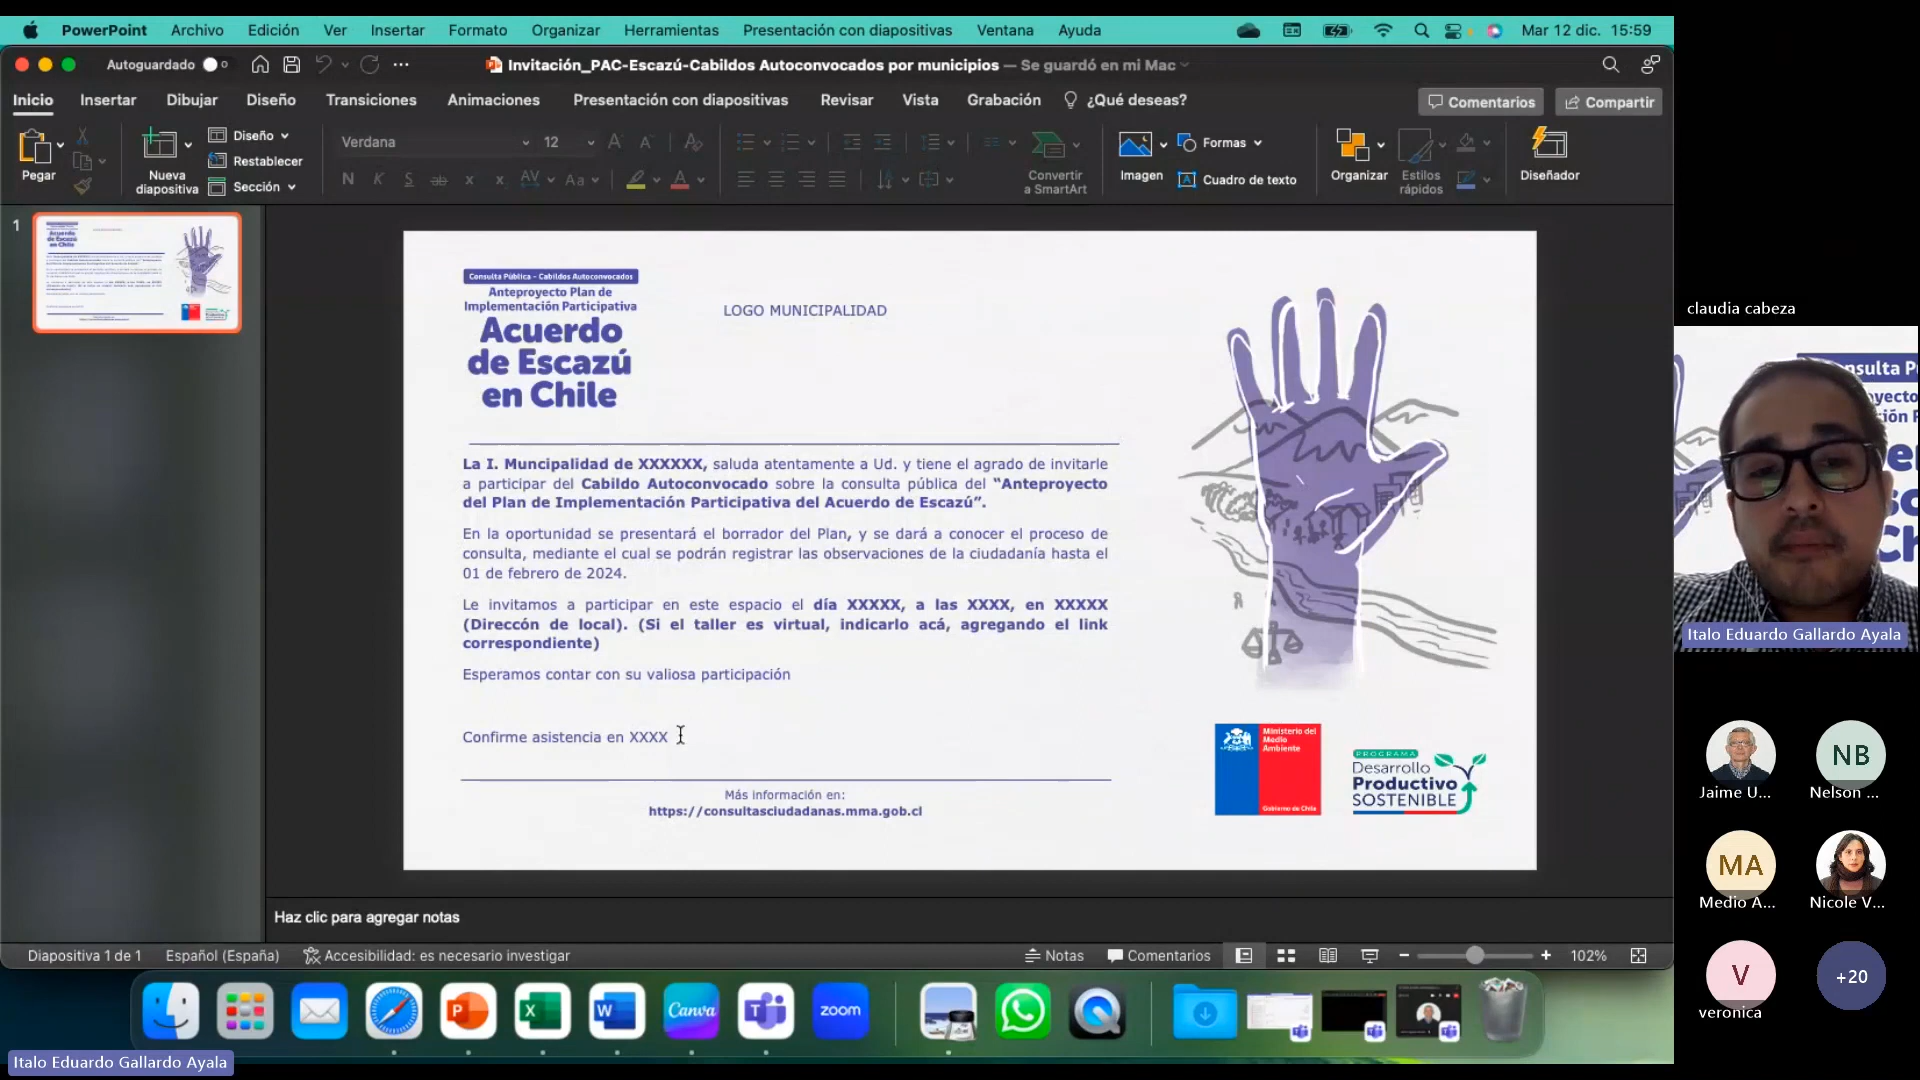 PowerPoint Archivo Edición Ver Insertar Formato Organizar Herramientas Presentación con diapositivas Ventana Ayuda Mar 12 dic. 15:59
Autoguardado Invitación_PAC-Escazú-Cabildos Autoconvocados por municipios — Se guardó en mi Mac
Inicio Insertar Dibujar Diseño Transiciones Animaciones Presentación con diapositivas Revisar Vista Grabación ¿Qué deseas? Comentarios Compartir
Pegar
Nueva
diapositiva
Diseño
Restablecer
Sección
Verdana 12
N K S ab x x AV Aa A
Convertir
a SmartArt
Imagen
Formas
Cuadro de texto
Organizar
Estilos
rápidos
Diseñador
1
Consulta Pública - Cabildos Autoconvocados
Anteproyecto Plan de
Implementación Participativa
Acuerdo
de Escazú
en Chile
LOGO MUNICIPALIDAD
La I. Muncipalidad de XXXXXX, saluda atentamente a Ud. y tiene el agrado de invitarle
a participar del Cabildo Autoconvocado sobre la consulta pública del “Anteproyecto
del Plan de Implementación Participativa del Acuerdo de Escazú”.
En la oportunidad se presentará el borrador del Plan, y se dará a conocer el proceso de
consulta, mediante el cual se podrán registrar las observaciones de la ciudadanía hasta el
01 de febrero de 2024.
Le invitamos a participar en este espacio el día XXXXX, a las XXXX, en XXXXX
(Direccón de local). (Si el taller es virtual, indicarlo acá, agregando el link
correspondiente)
Esperamos contar con su valiosa participación
Confirme asistencia en XXXX
Más información en:
https://consultasciudadanas.mma.gob.cl
Ministerio del
Medio
Ambiente
Gobierno de Chile
PROGRAMA
Desarrollo
Productivo
SOSTENIBLE
Haz clic para agregar notas
Diapositiva 1 de 1 Español (España) Accesibilidad: es necesario investigar Notas Comentarios 102%
Canva
zoom
Italo Eduardo Gallardo Ayala
claudia cabeza
Italo Eduardo Gallardo Ayala
Jaime U...
NB
Nelson ...
MA
Medio A...
Nicole V...
V
veronica
+20